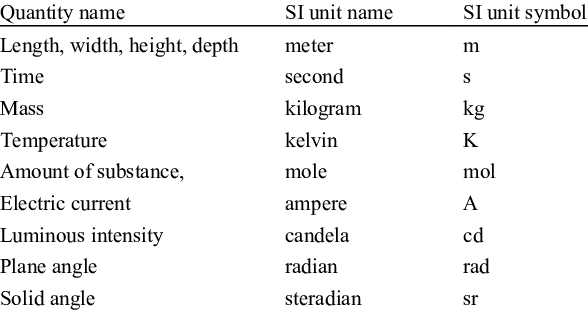 Quantity name SI unit name SI unit symbol
Length, width, height, depth meter m
Time second s
Mass kilogram kg
Temperature kelvin K
Amount of substance, mole mol
Electric current ampere A
Luminous intensity candela cd
Plane angle radian rad
Solid angle steradian sr